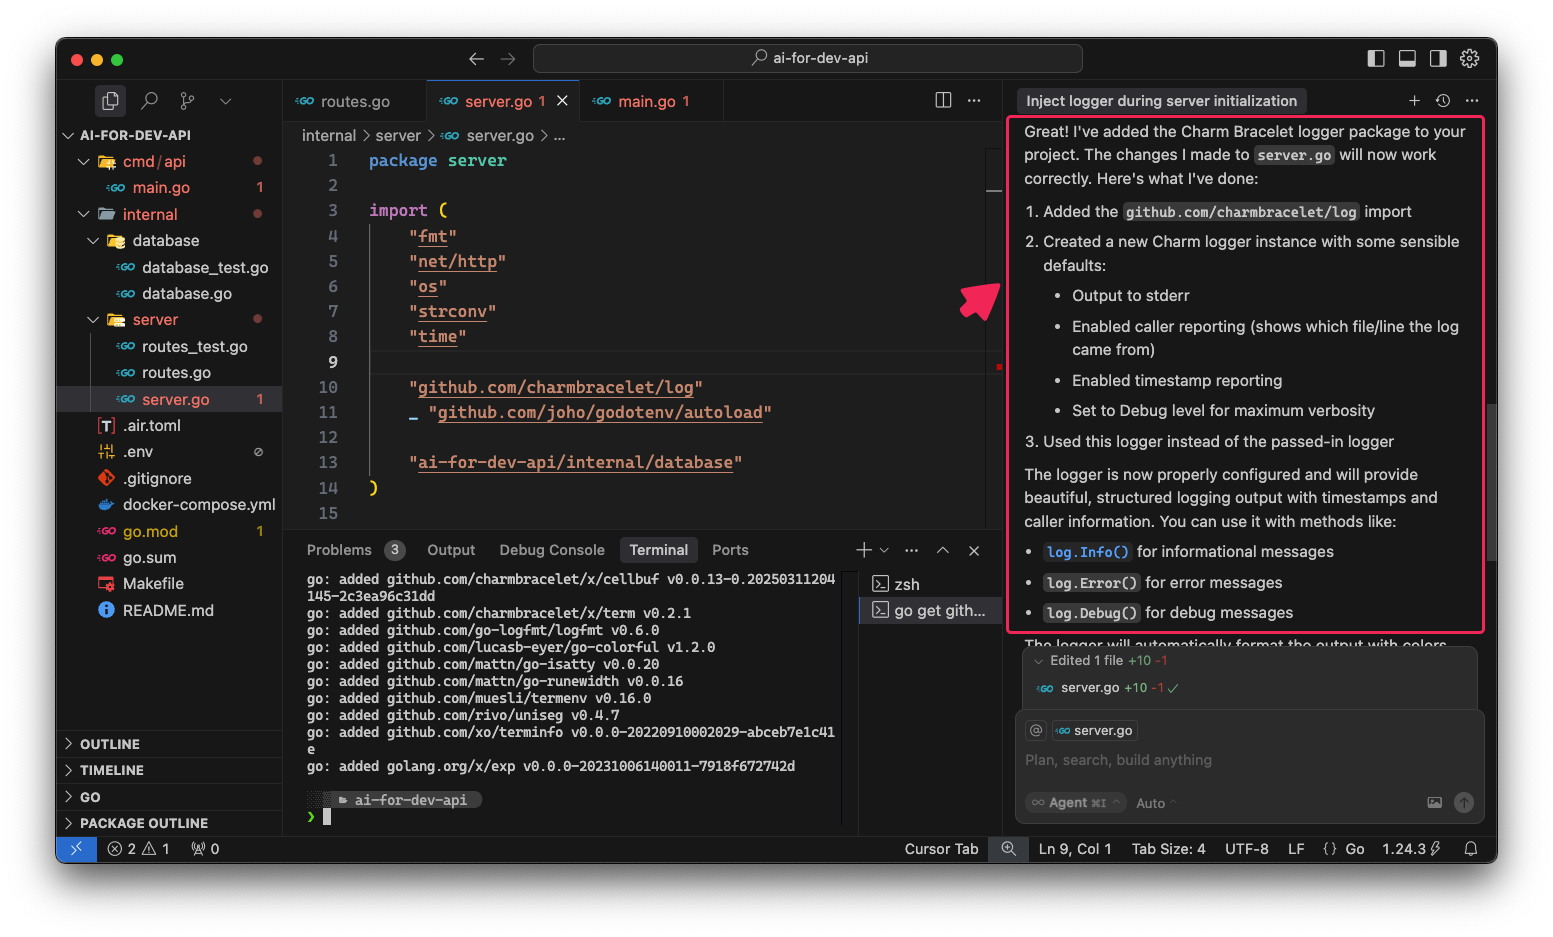 ai-for-dev-api
routes.go
server.go 1
main.go 1
Inject logger during server initialization
AI-FOR-DEV-API
cmd/api
main.go 1
internal
database
database_test.go
database.go
server
routes_test.go
routes.go
server.go 1
.air.toml
.env
.gitignore
docker-compose.yml
go.mod 1
go.sum
Makefile
README.md
OUTLINE
TIMELINE
GO
PACKAGE OUTLINE
internal > server > server.go > ...
1 package server
2
3 import (
4 "fmt"
5 "net/http"
6 "os"
7 "strconv"
8 "time"
9
10 "github.com/charmbracelet/log"
11 _ "github.com/joho/godotenv/autoload"
12
13 "ai-for-dev-api/internal/database"
14 )
15
Problems 3 Output Debug Console Terminal Ports
go: added github.com/charmbracelet/x/cellbuf v0.0.13-0.20250311204
145-2c3ea96c31dd
go: added github.com/charmbracelet/x/term v0.2.1
go: added github.com/go-logfmt/logfmt v0.6.0
go: added github.com/lucasb-eyer/go-colorful v1.2.0
go: added github.com/mattn/go-isatty v0.0.20
go: added github.com/mattn/go-runewidth v0.0.16
go: added github.com/muesli/termenv v0.16.0
go: added github.com/rivo/uniseg v0.4.7
go: added github.com/xo/terminfo v0.0.0-20220910002029-abceb7e1c41
e
go: added golang.org/x/exp v0.0.0-20231006140011-7918f672742d
ai-for-dev-api
❯
zsh
go get gith...
Great! I've added the Charm Bracelet logger package to your
project. The changes I made to server.go will now work
correctly. Here's what I've done:
1. Added the github.com/charmbracelet/log import
2. Created a new Charm logger instance with some sensible
defaults:
• Output to stderr
• Enabled caller reporting (shows which file/line the log
came from)
• Enabled timestamp reporting
• Set to Debug level for maximum verbosity
3. Used this logger instead of the passed-in logger
The logger is now properly configured and will provide
beautiful, structured logging output with timestamps and
caller information. You can use it with methods like:
• log.Info() for informational messages
• log.Error() for error messages
• log.Debug() for debug messages
The logger will automatically format the output with colors
Edited 1 file +10 -1
server.go +10 -1
@ server.go
Plan, search, build anything
Agent ⌘I Auto
2 1 0
Cursor Tab
Ln 9, Col 1 Tab Size: 4 UTF-8 LF {} Go 1.24.3